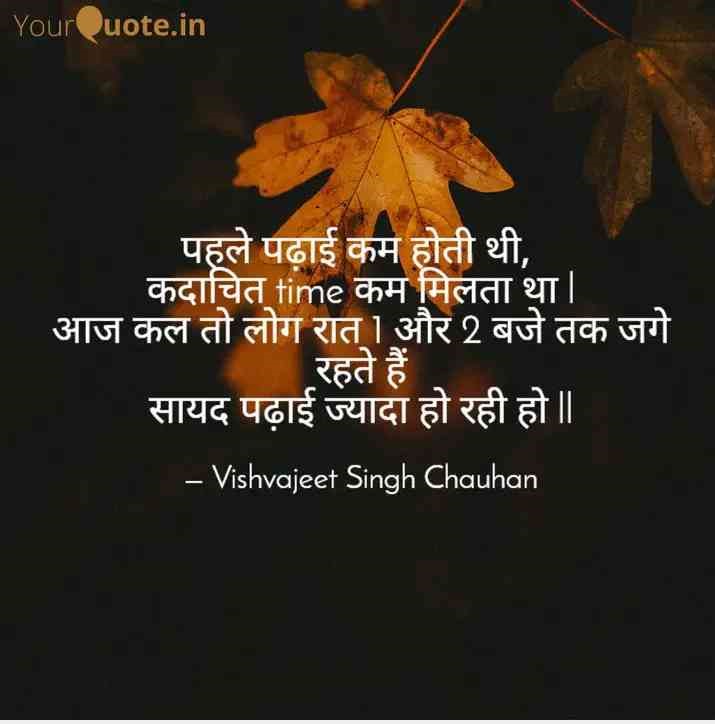 YourQuote.in
पहले पढ़ाई कम होती थी,
कदाचित time कम मिलता था |
आज कल तो लोग रात 1 और 2 बजे तक जगे
रहते हैं
सायद पढ़ाई ज्यादा हो रही हो ||
– Vishvajeet Singh Chauhan